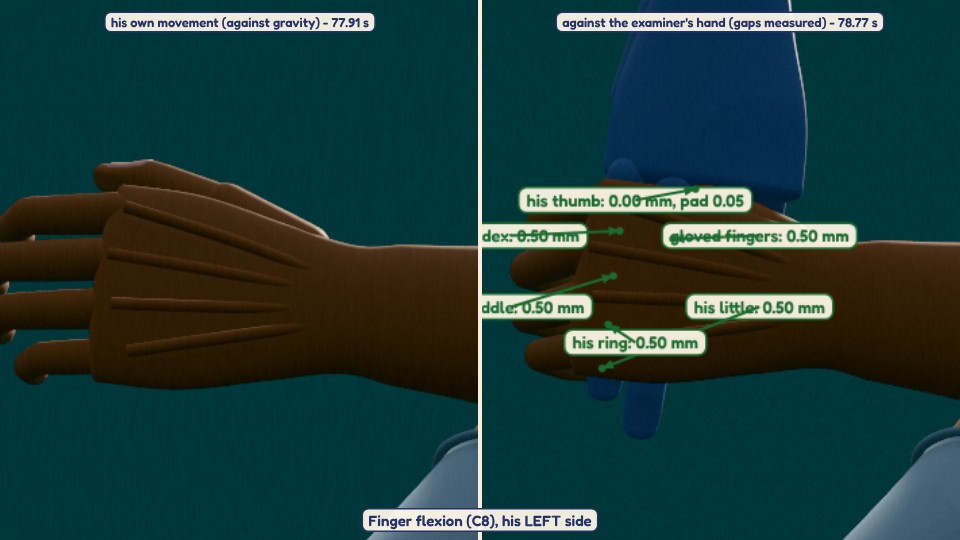 his own movement (against gravity) - 77.91 s
against the examiner's hand (gaps measured) - 78.77 s
his thumb: 0.00 mm, pad 0.05
dex: 0.50 mm
gloved fingers: 0.50 mm
ddle: 0.50 mm
his little: 0.50 mm
his ring: 0.50 mm
Finger flexion (C8), his LEFT side